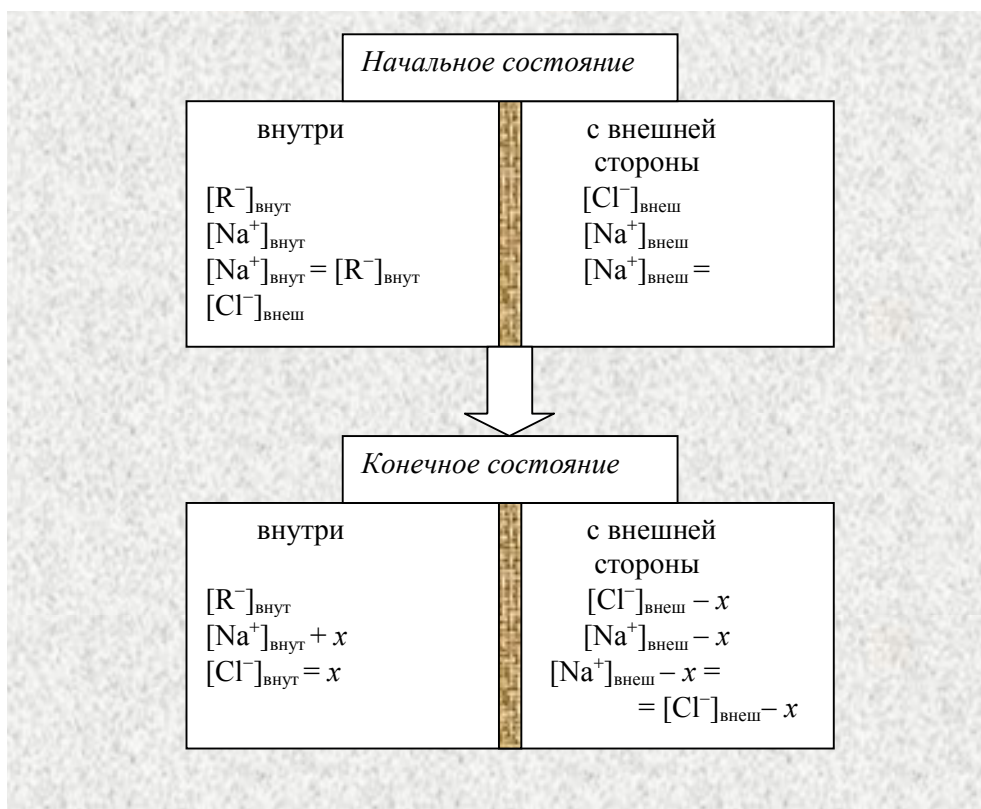 Начальное состояние
внутри
[R⁻]внут
[Na⁺]внут
[Na⁺]внут = [R⁻]внут
[Cl⁻]внеш
с внешней
стороны
[Cl⁻]внеш
[Na⁺]внеш
[Na⁺]внеш =
Конечное состояние
внутри
[R⁻]внут
[Na⁺]внут + x
[Cl⁻]внут = x
с внешней
стороны
[Cl⁻]внеш – x
[Na⁺]внеш – x
[Na⁺]внеш – x =
= [Cl⁻]внеш – x